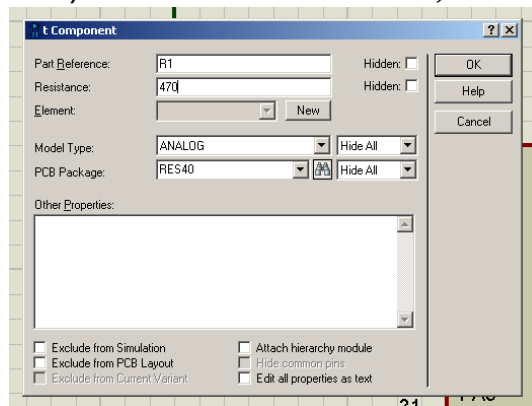 t Component
Part Reference: R1 Hidden: OK
Resistance: 470 Hidden: Help
Element: New Cancel
Model Type: ANALOG Hide All
PCB Package: RES40 Hide All
Other Properties:
Exclude from Simulation Attach hierarchy module
Exclude from PCB Layout Hide common pins
Exclude from Current Variant Edit all properties as text